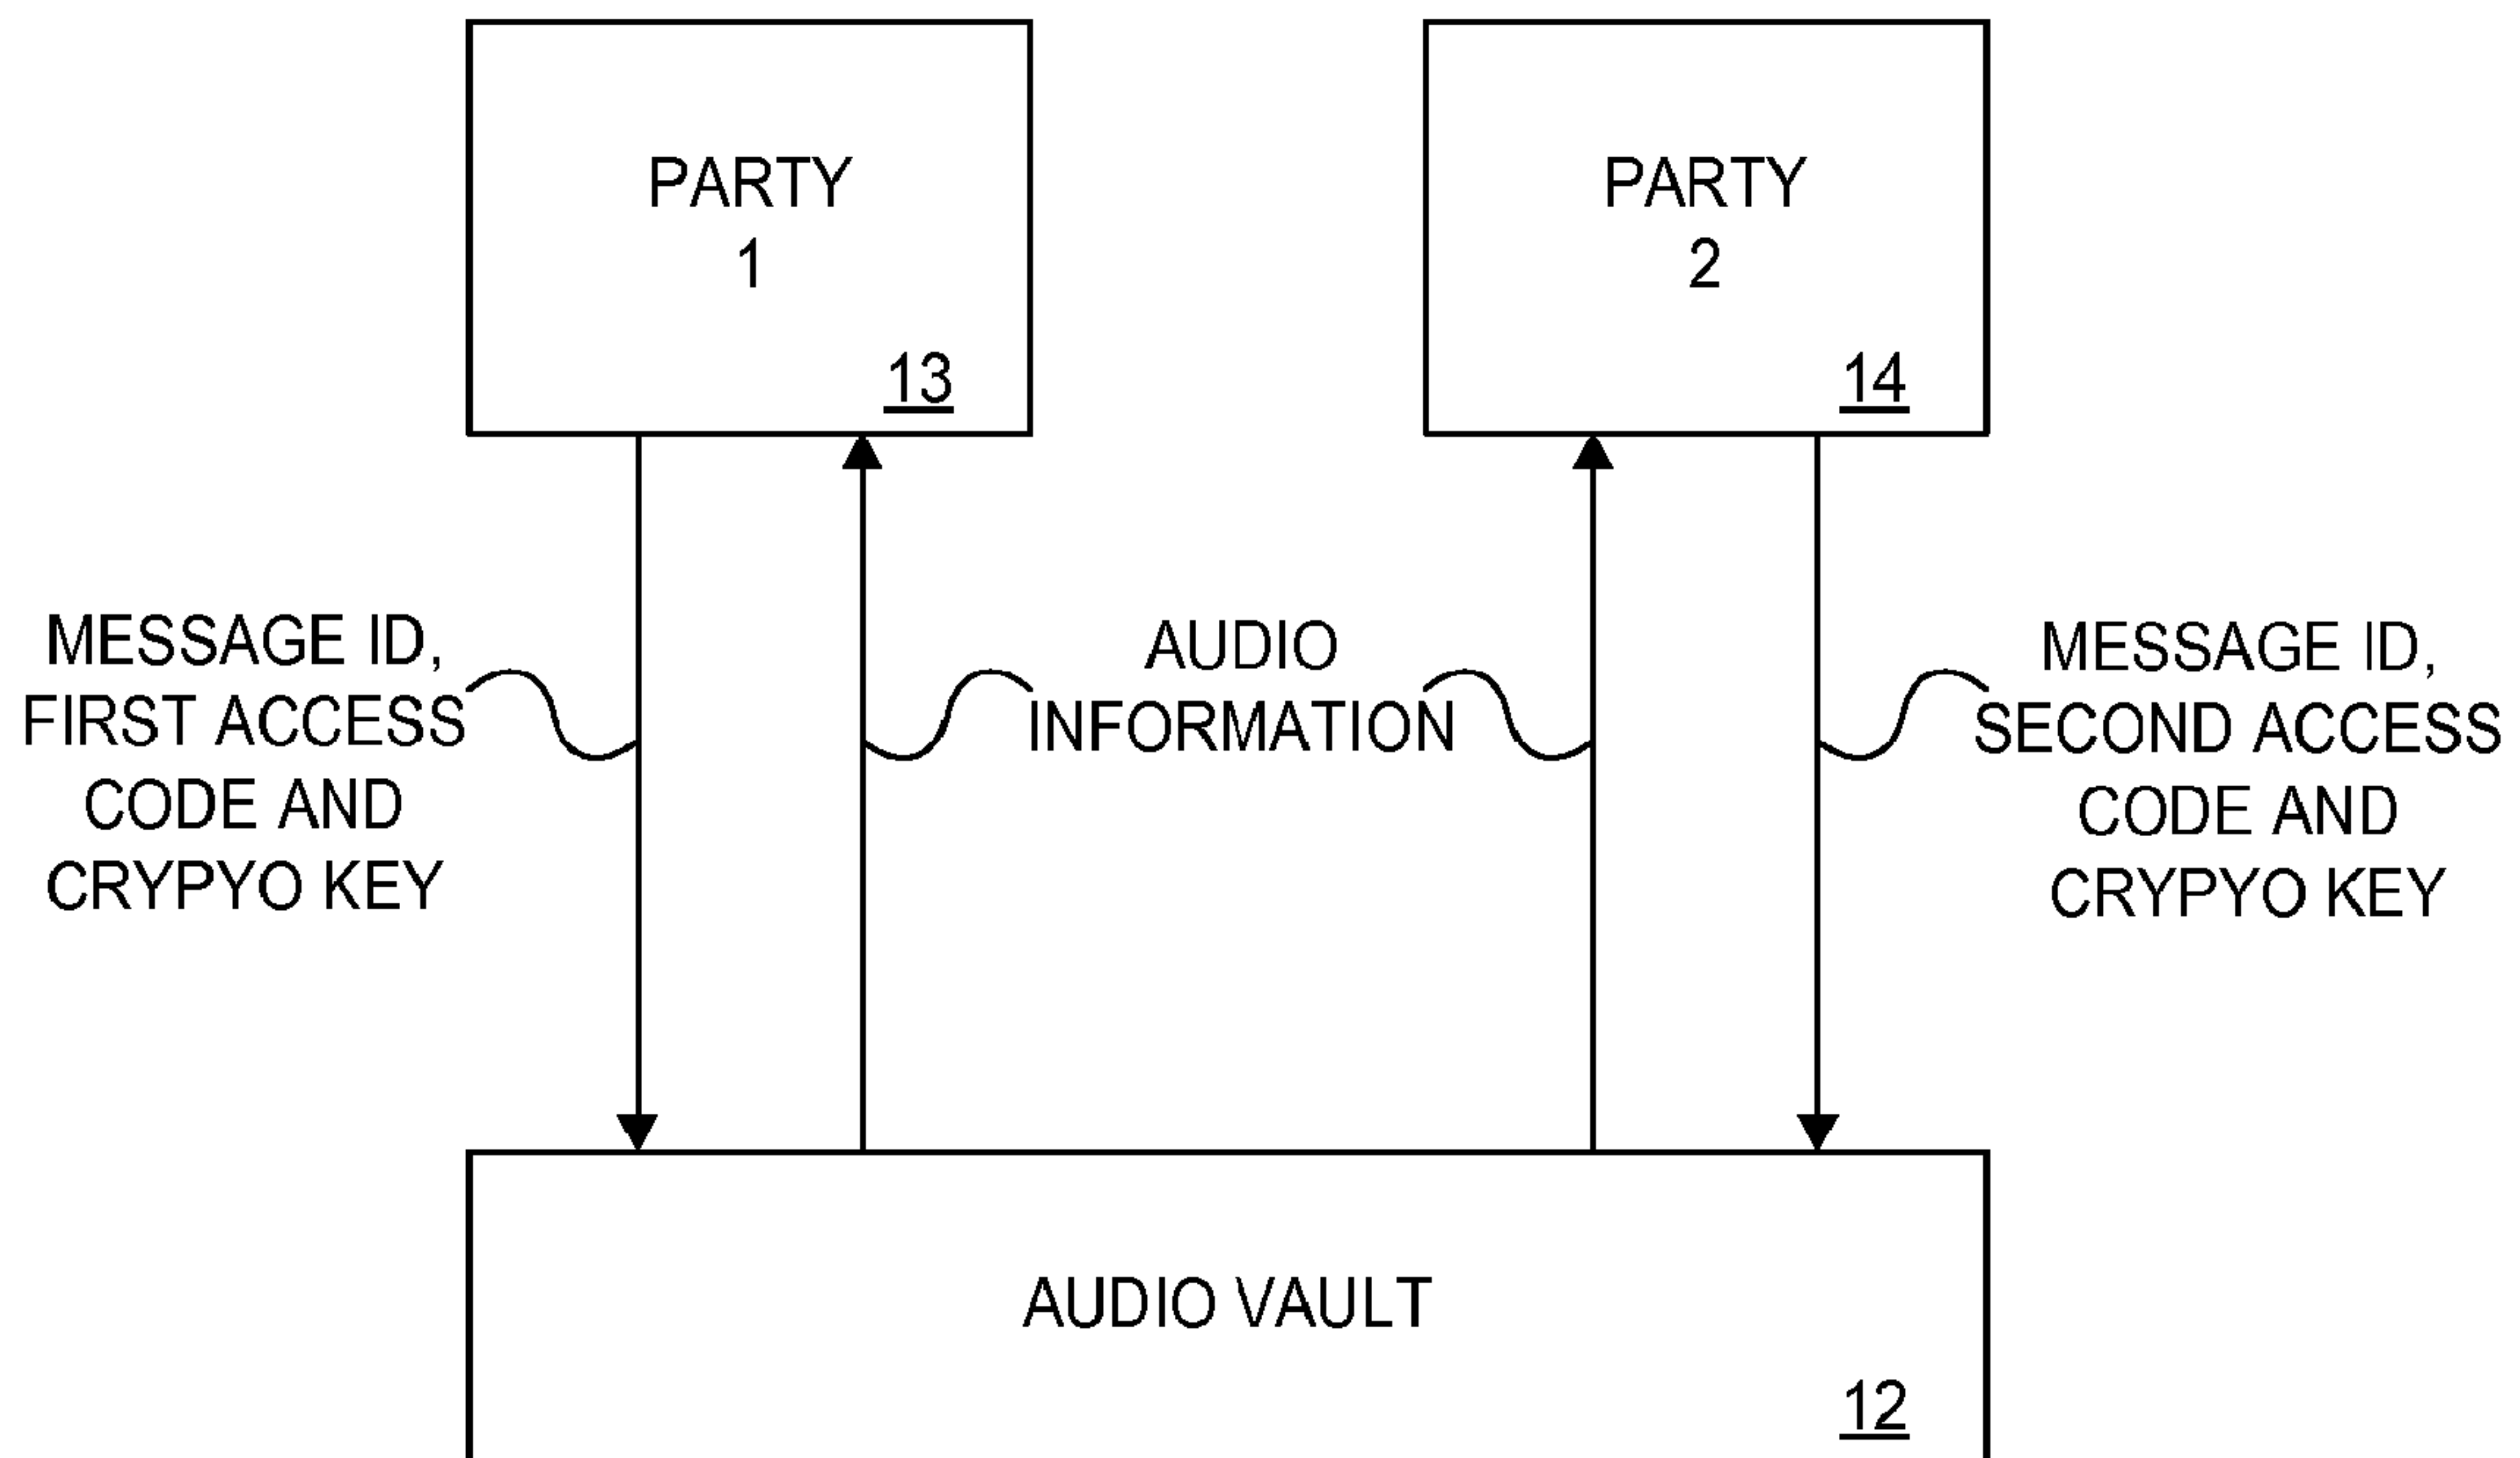 PARTY
1
13
PARTY
2
14
MESSAGE ID,
FIRST ACCESS
CODE AND
CRYPYO KEY
AUDIO
INFORMATION
MESSAGE ID,
SECOND ACCESS
CODE AND
CRYPYO KEY
AUDIO VAULT
12